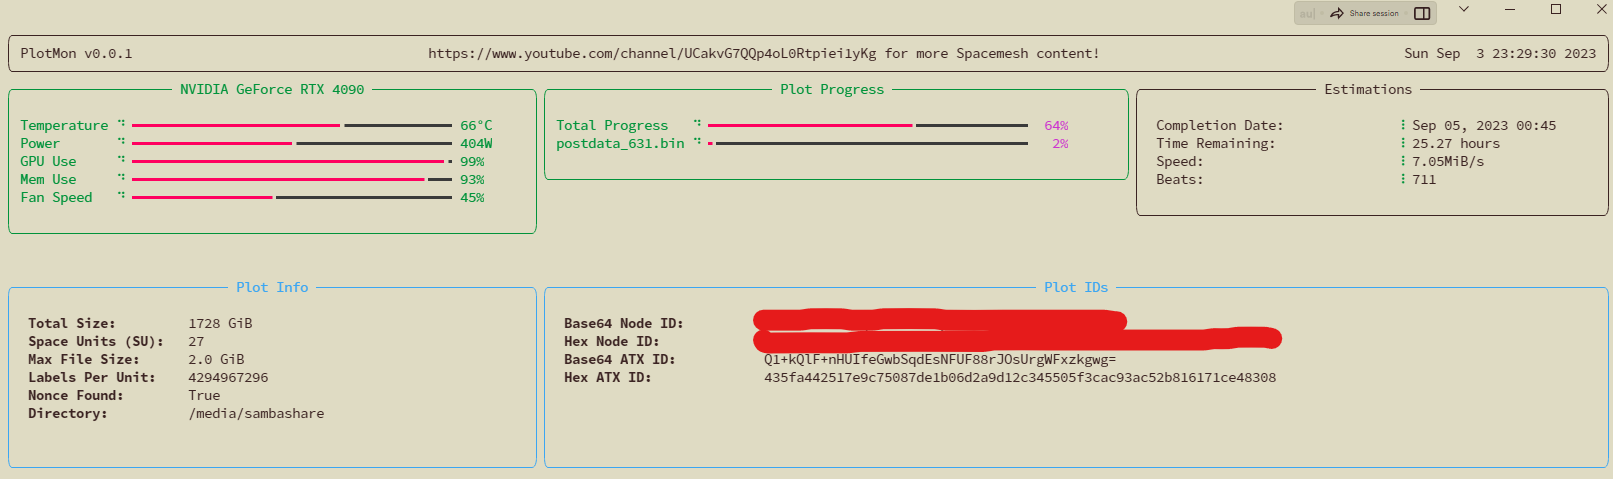 Share session
PlotMon v0.0.1 https://www.youtube.com/channel/UCakvG7QQp4oL0Rtpiei1yKg for more Spacemesh content! Sun Sep 3 23:29:30 2023
NVIDIA GeForce RTX 4090
Temperature 66°C
Power 404W
GPU Use 99%
Mem Use 93%
Fan Speed 45%
Plot Progress
Total Progress 64%
postdata_631.bin 2%
Estimations
Completion Date: Sep 05, 2023 00:45
Time Remaining: 25.27 hours
Speed: 7.05MiB/s
Beats: 711
Plot Info
Total Size: 1728 GiB
Space Units (SU): 27
Max File Size: 2.0 GiB
Labels Per Unit: 4294967296
Nonce Found: True
Directory: /media/sambashare
Plot IDs
Base64 Node ID:
Hex Node ID:
Base64 ATX ID: Q1+kQlF+nHUIfeGwbSqdEsNFUF88rJOsUrgWFxzkgwg=
Hex ATX ID: 435fa442517e9c75087de1b06d2a9d12c345505f3cac93ac52b816171ce48308